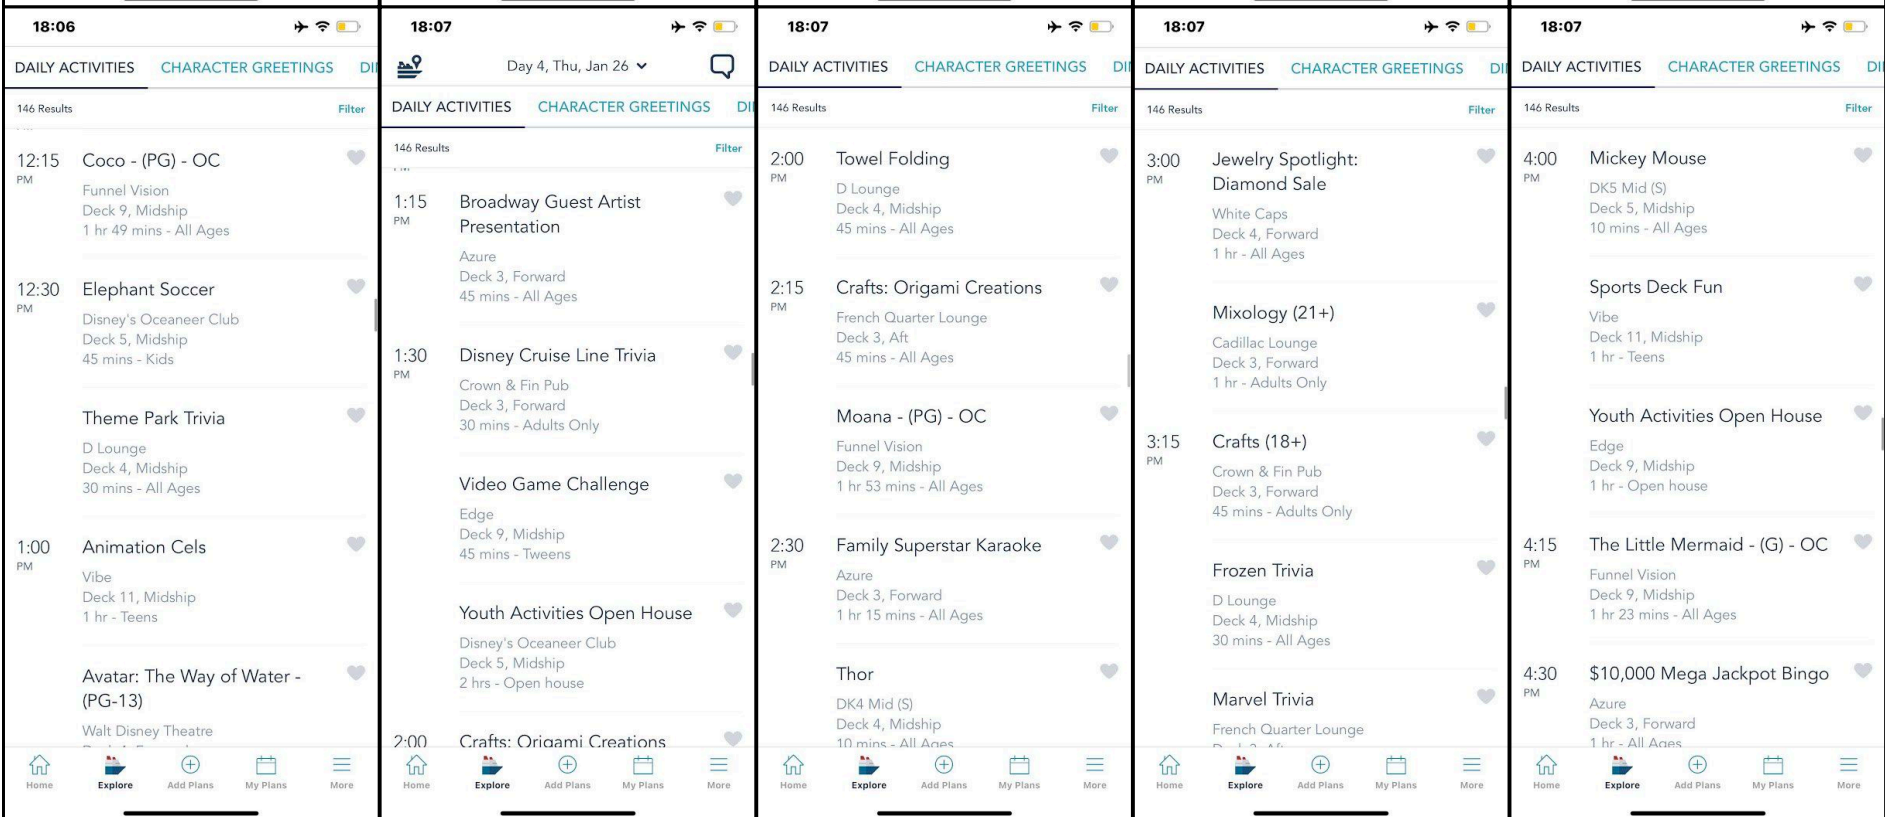 18:06
DAILY ACTIVITIES CHARACTER GREETINGS
146 Results Filter
12:15 PM Coco - (PG) - OC
Funnel Vision
Deck 9, Midship
1 hr 49 mins - All Ages
12:30 PM Elephant Soccer
Disney's Oceaneer Club
Deck 5, Midship
45 mins - Kids
Theme Park Trivia
D Lounge
Deck 4, Midship
30 mins - All Ages
1:00 PM Animation Cels
Vibe
Deck 11, Midship
1 hr - Teens
Avatar: The Way of Water -
(PG-13)
Walt Disney Theatre
Home Explore Add Plans My Plans More
18:07
Day 4, Thu, Jan 26
DAILY ACTIVITIES CHARACTER GREETINGS
146 Results Filter
1:15 PM Broadway Guest Artist
Presentation
Azure
Deck 3, Forward
45 mins - All Ages
1:30 PM Disney Cruise Line Trivia
Crown & Fin Pub
Deck 3, Forward
30 mins - Adults Only
Video Game Challenge
Edge
Deck 9, Midship
45 mins - Tweens
Youth Activities Open House
Disney's Oceaneer Club
Deck 5, Midship
2 hrs - Open house
2:00 Crafts: Origami Creations
Home Explore Add Plans My Plans More
18:07
DAILY ACTIVITIES CHARACTER GREETINGS
146 Results Filter
2:00 PM Towel Folding
D Lounge
Deck 4, Midship
45 mins - All Ages
2:15 PM Crafts: Origami Creations
French Quarter Lounge
Deck 3, Aft
45 mins - All Ages
Moana - (PG) - OC
Funnel Vision
Deck 9, Midship
1 hr 53 mins - All Ages
2:30 PM Family Superstar Karaoke
Azure
Deck 3, Forward
1 hr 15 mins - All Ages
Thor
DK4 Mid (S)
Deck 4, Midship
10 mins - All Ages
Home Explore Add Plans My Plans More
18:07
DAILY ACTIVITIES CHARACTER GREETINGS
146 Results Filter
3:00 PM Jewelry Spotlight:
Diamond Sale
White Caps
Deck 4, Forward
1 hr - All Ages
Mixology (21+)
Cadillac Lounge
Deck 3, Forward
1 hr - Adults Only
3:15 PM Crafts (18+)
Crown & Fin Pub
Deck 3, Forward
45 mins - Adults Only
Frozen Trivia
D Lounge
Deck 4, Midship
30 mins - All Ages
Marvel Trivia
French Quarter Lounge
Home Explore Add Plans My Plans More
18:07
DAILY ACTIVITIES CHARACTER GREETINGS
146 Results Filter
4:00 PM Mickey Mouse
DK5 Mid (S)
Deck 5, Midship
10 mins - All Ages
Sports Deck Fun
Vibe
Deck 11, Midship
1 hr - Teens
Youth Activities Open House
Edge
Deck 9, Midship
1 hr - Open house
4:15 PM The Little Mermaid - (G) - OC
Funnel Vision
Deck 9, Midship
1 hr 23 mins - All Ages
4:30 PM $10,000 Mega Jackpot Bingo
Azure
Deck 3, Forward
1 hr - All Ages
Home Explore Add Plans My Plans More